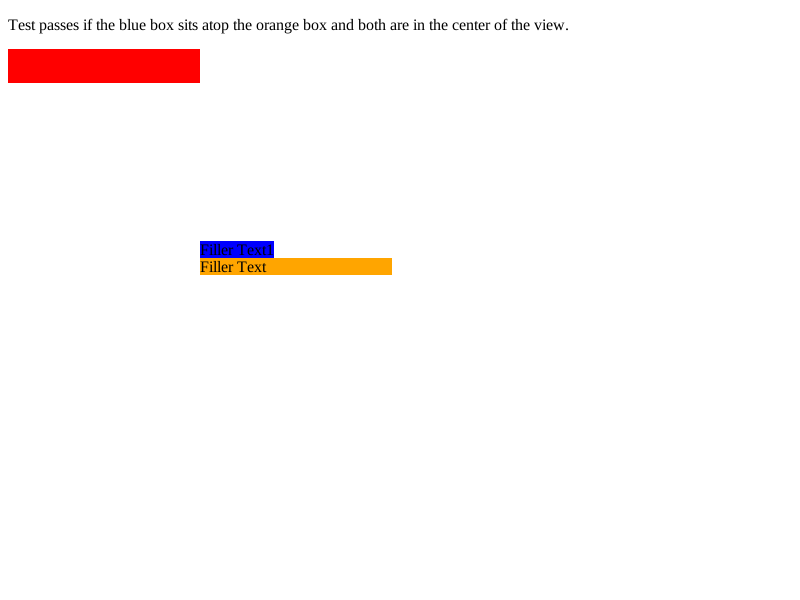 Test passes if the blue box sits atop the orange box and both are in the center of the view.
Filler Text1
Filler Text